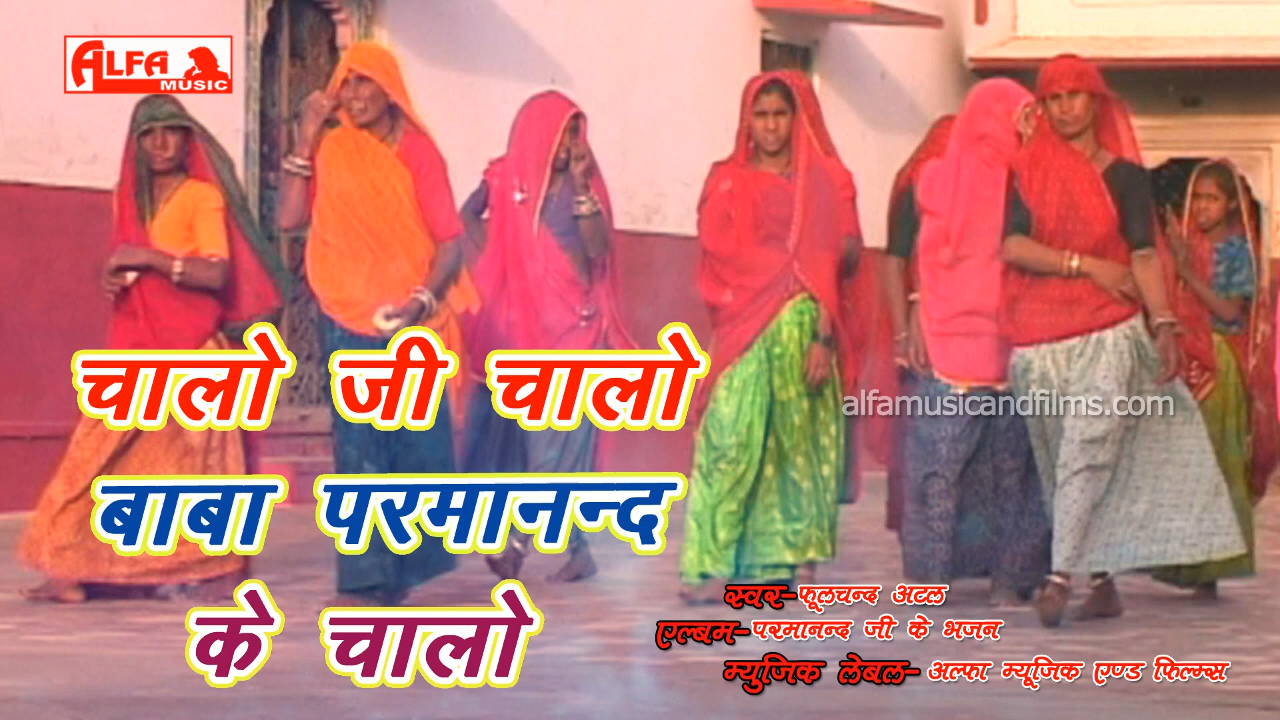 ALFA
MUSIC
चालो जी चालो
बाबा परमानन्द
के चालो
alfamusicandfilms.com
स्वर-फूलचन्द अटल
एल्बम-परमानन्द जी के भजन
म्युजिक लेबल- अल्फा म्यूजिक एण्ड फिल्म्स